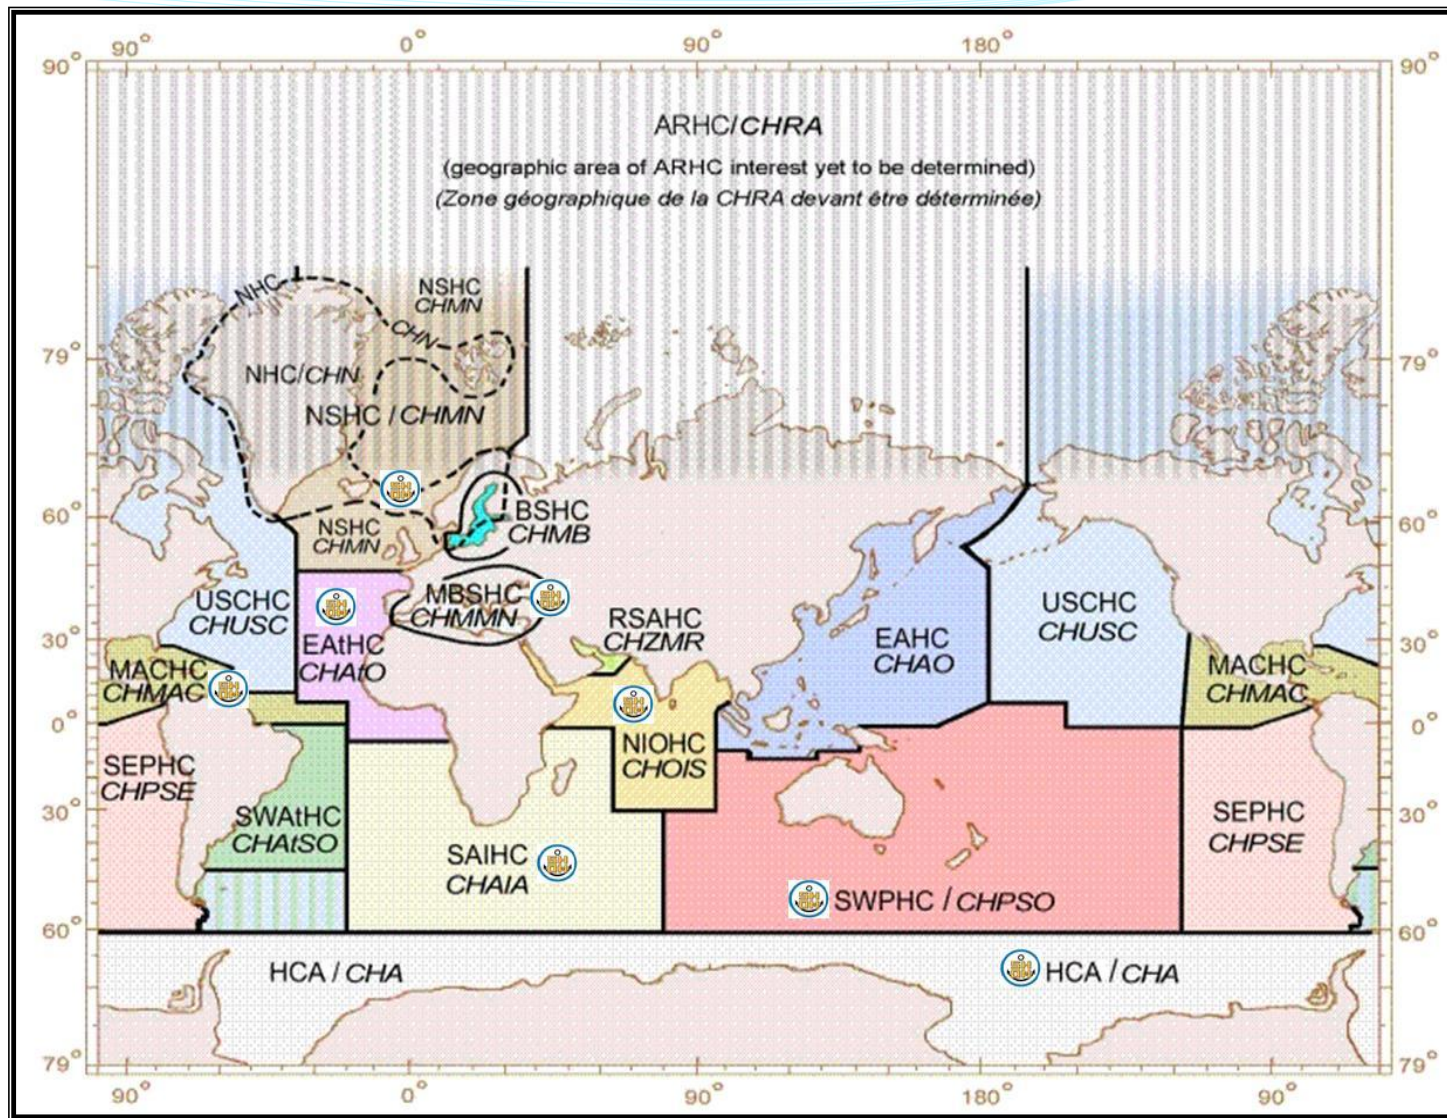 90° 0° 90° 180° 90°
90° 90°
ARHC/CHRA
(geographic area of ARHC interest yet to be determined)
(Zone géographique de la CHRA devant être déterminée)
NHC
NSHC
CHMN
CHN
79° 79°
NHC/CHN
NSHC / CHMN
60° 60°
BSHC
CHMB
NSHC
CHMN
MBSHC
CHMMN
USCHC
CHUSC
RSAHC
CHZMR
USCHC
CHUSC
30° 30°
EAtHC
CHAtO
EAHC
CHAO
MACHC
CHMAC
MACHC
CHMAC
0° 0°
NIOHC
CHOIS
SEPHC
CHPSE
30° 30°
SWAtHC
CHAtSO
SEPHC
CHPSE
SAIHC
CHAIA
SWPHC / CHPSO
60° 60°
HCA / CHA
HCA / CHA
79° 79°
90° 0° 90° 180° 90°